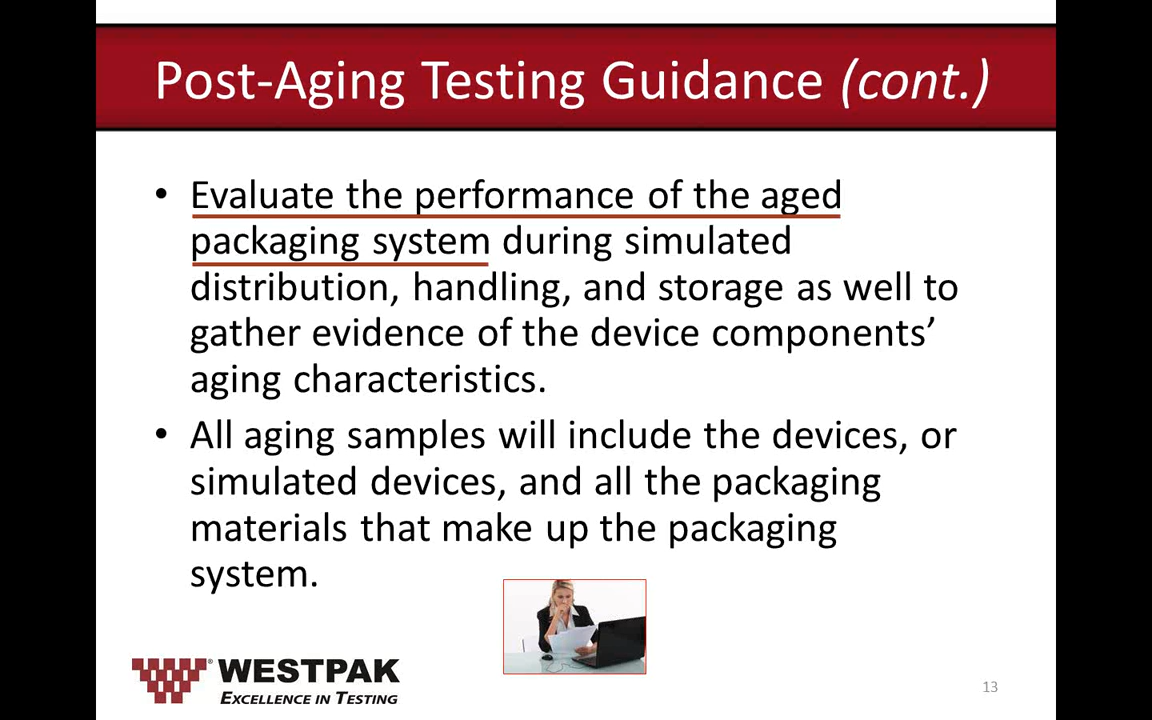 Post-Aging Testing Guidance (cont.)
• Evaluate the performance of the aged
packaging system during simulated
distribution, handling, and storage as well to
gather evidence of the device components’
aging characteristics.
• All aging samples will include the devices, or
simulated devices, and all the packaging
materials that make up the packaging
system.
WESTPAK
EXCELLENCE IN TESTING
13